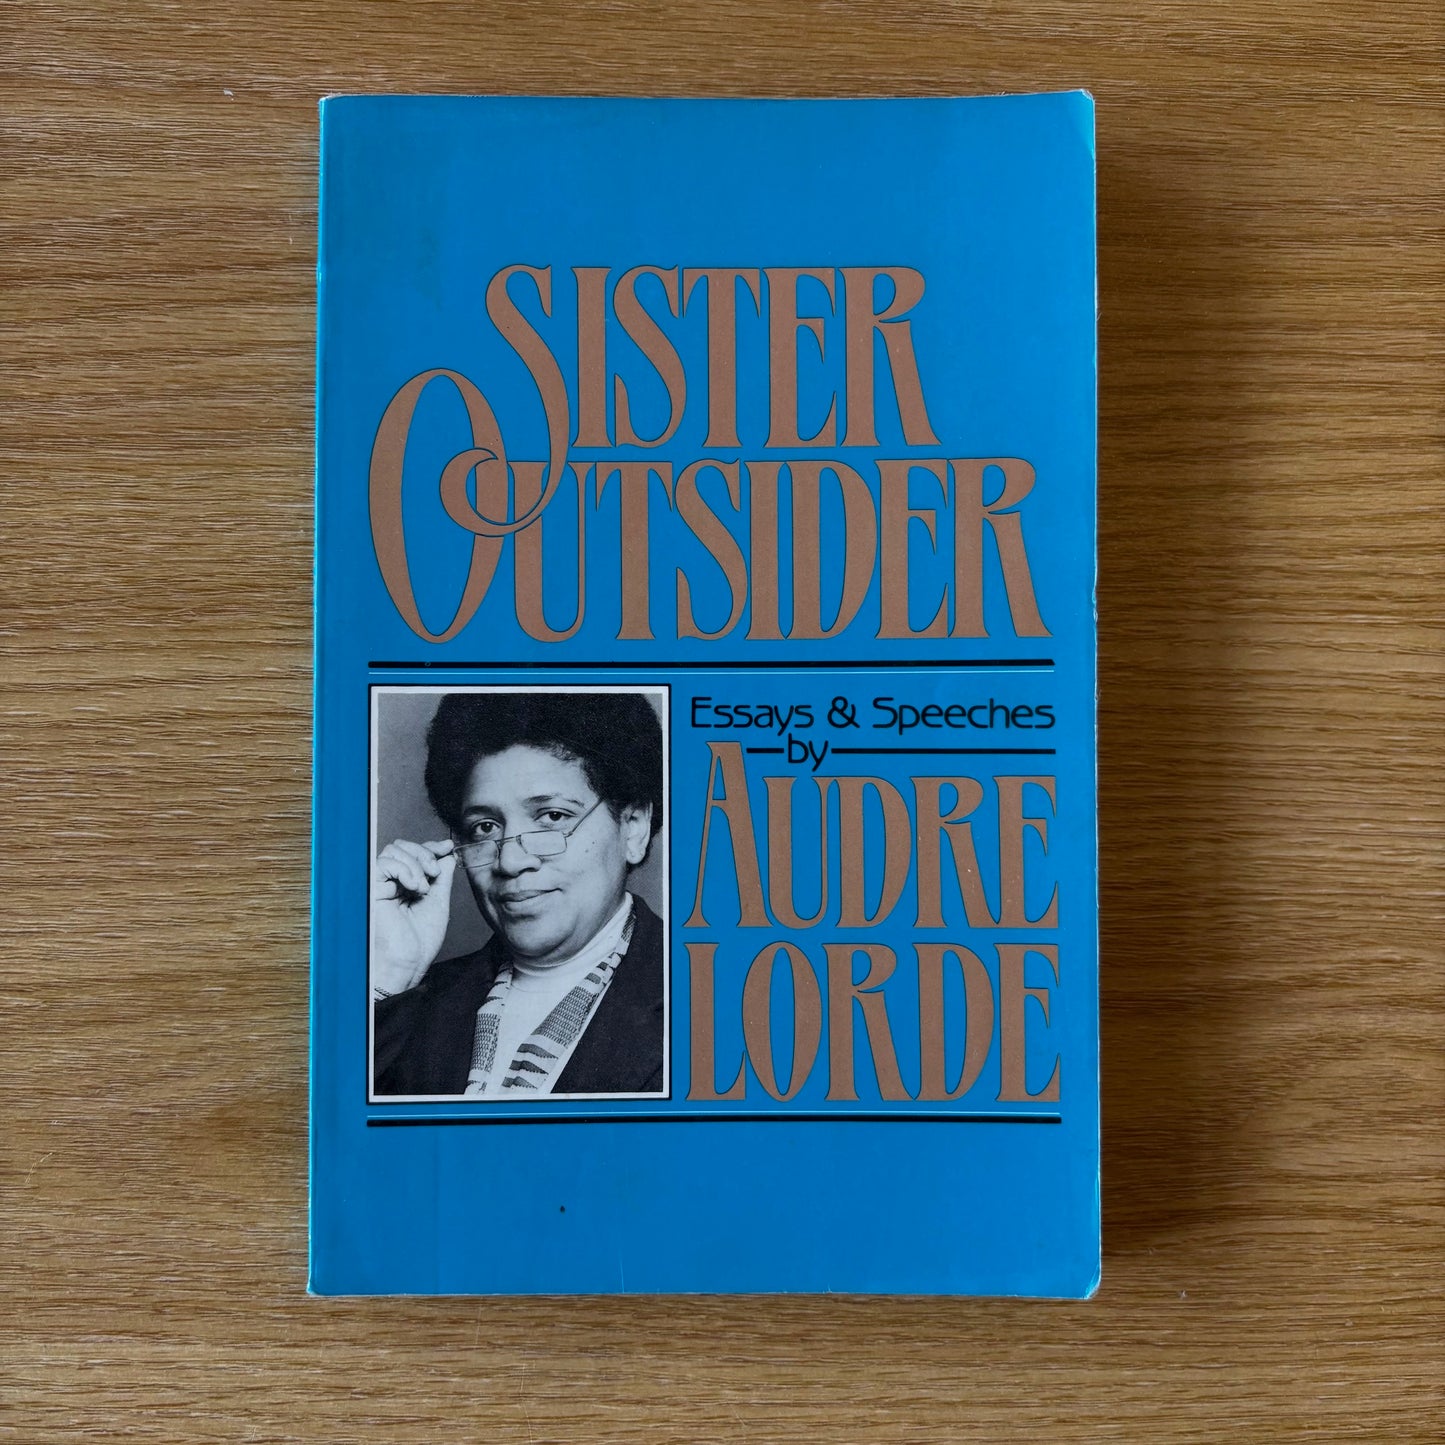 SISTER
OUTSIDER
Essays & Speeches
by
AUDRE
LORDE